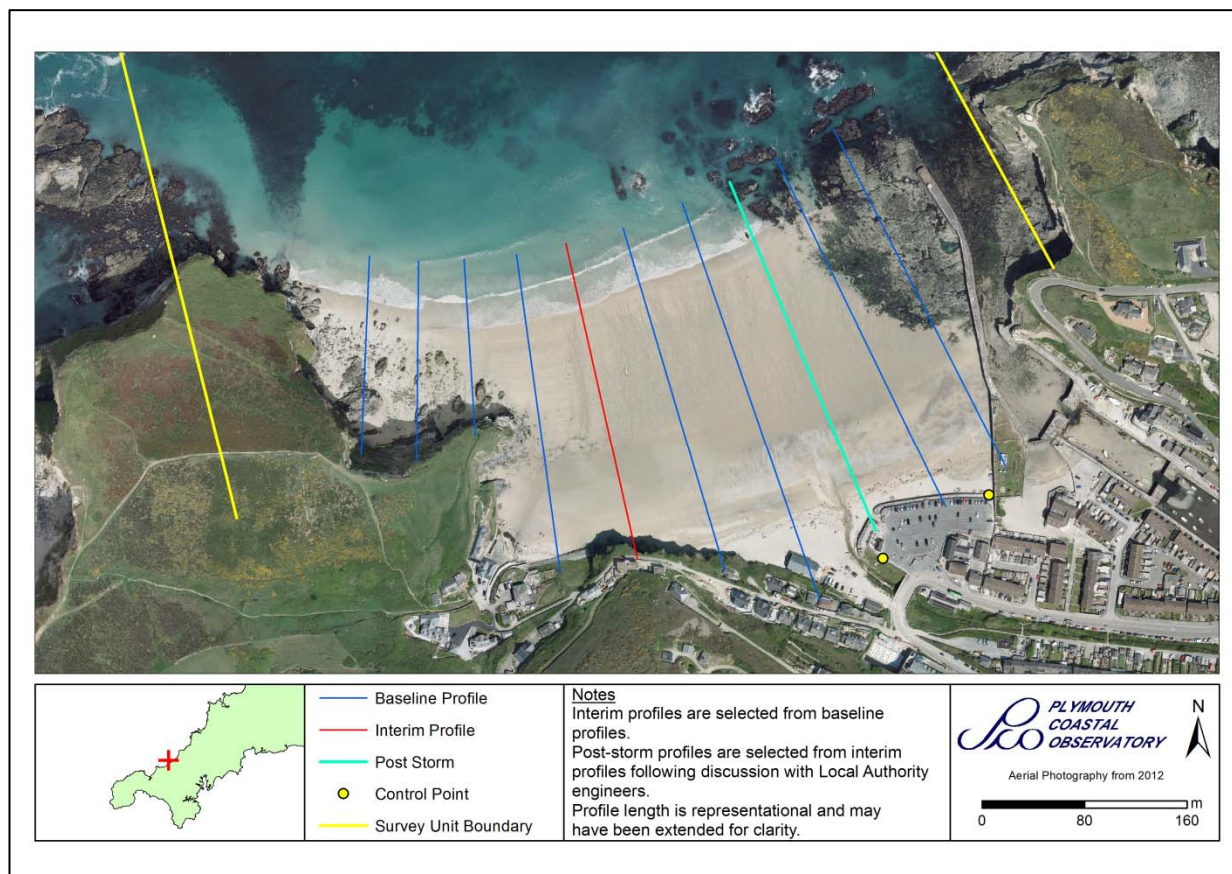 Baseline Profile
Interim Profile
Post Storm
Control Point
Survey Unit Boundary
Notes
Interim profiles are selected from baseline
profiles.
Post-storm profiles are selected from interim
profiles following discussion with Local Authority
engineers.
Profile length is representational and may
have been extended for clarity.
PCO
PLYMOUTH
COASTAL
OBSERVATORY
N
Aerial Photography from 2012
m
0 80 160